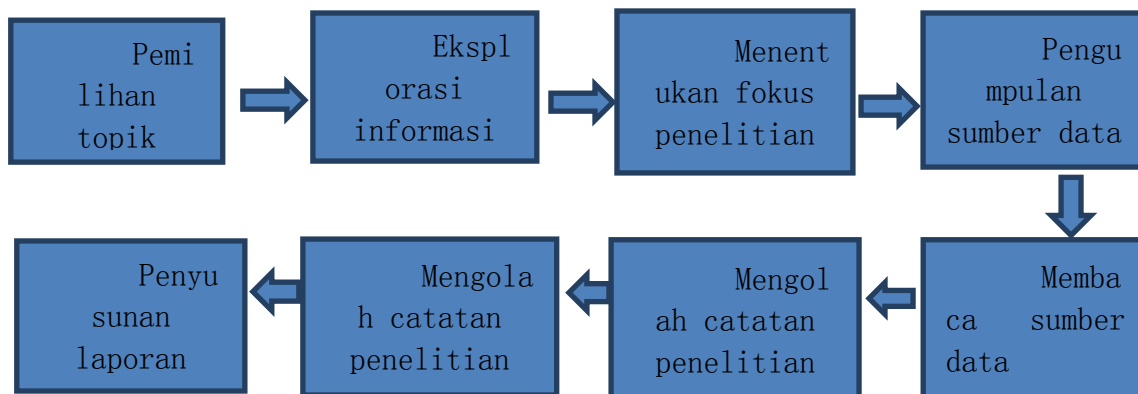 Pemi
lihan
topik
Ekspl
orasi
informasi
Menent
ukan fokus
penelitian
Pengu
mpulan
sumber data
Memba
ca sumber
data
Mengol
ah catatan
penelitian
Mengola
h catatan
penelitian
Penyu
sunan
laporan